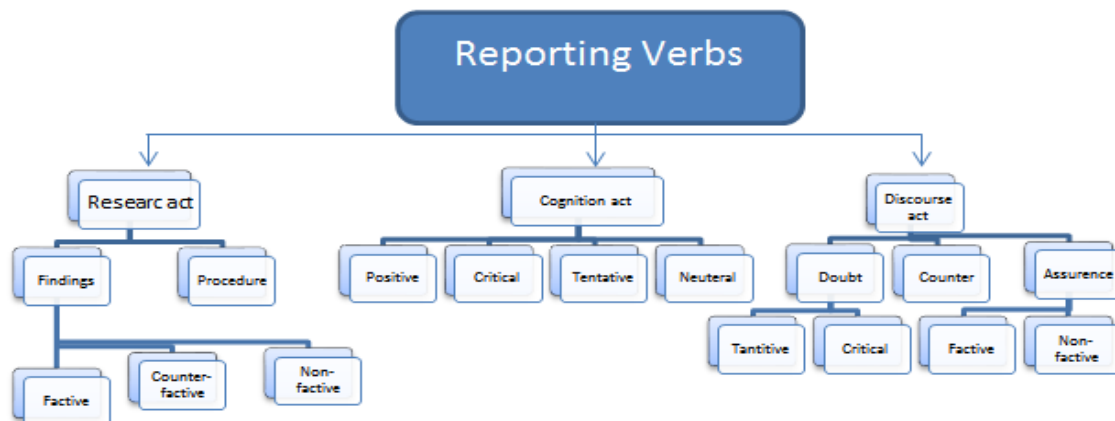 Reporting Verbs
Researc act
Cognition act
Discourse
act
Findings
Procedure
Positive
Critical
Tentative
Neuteral
Doubt
Counter
Assurence
Factive
Counter-
factive
Non-
factive
Tantitive
Critical
Factive
Non-
factive